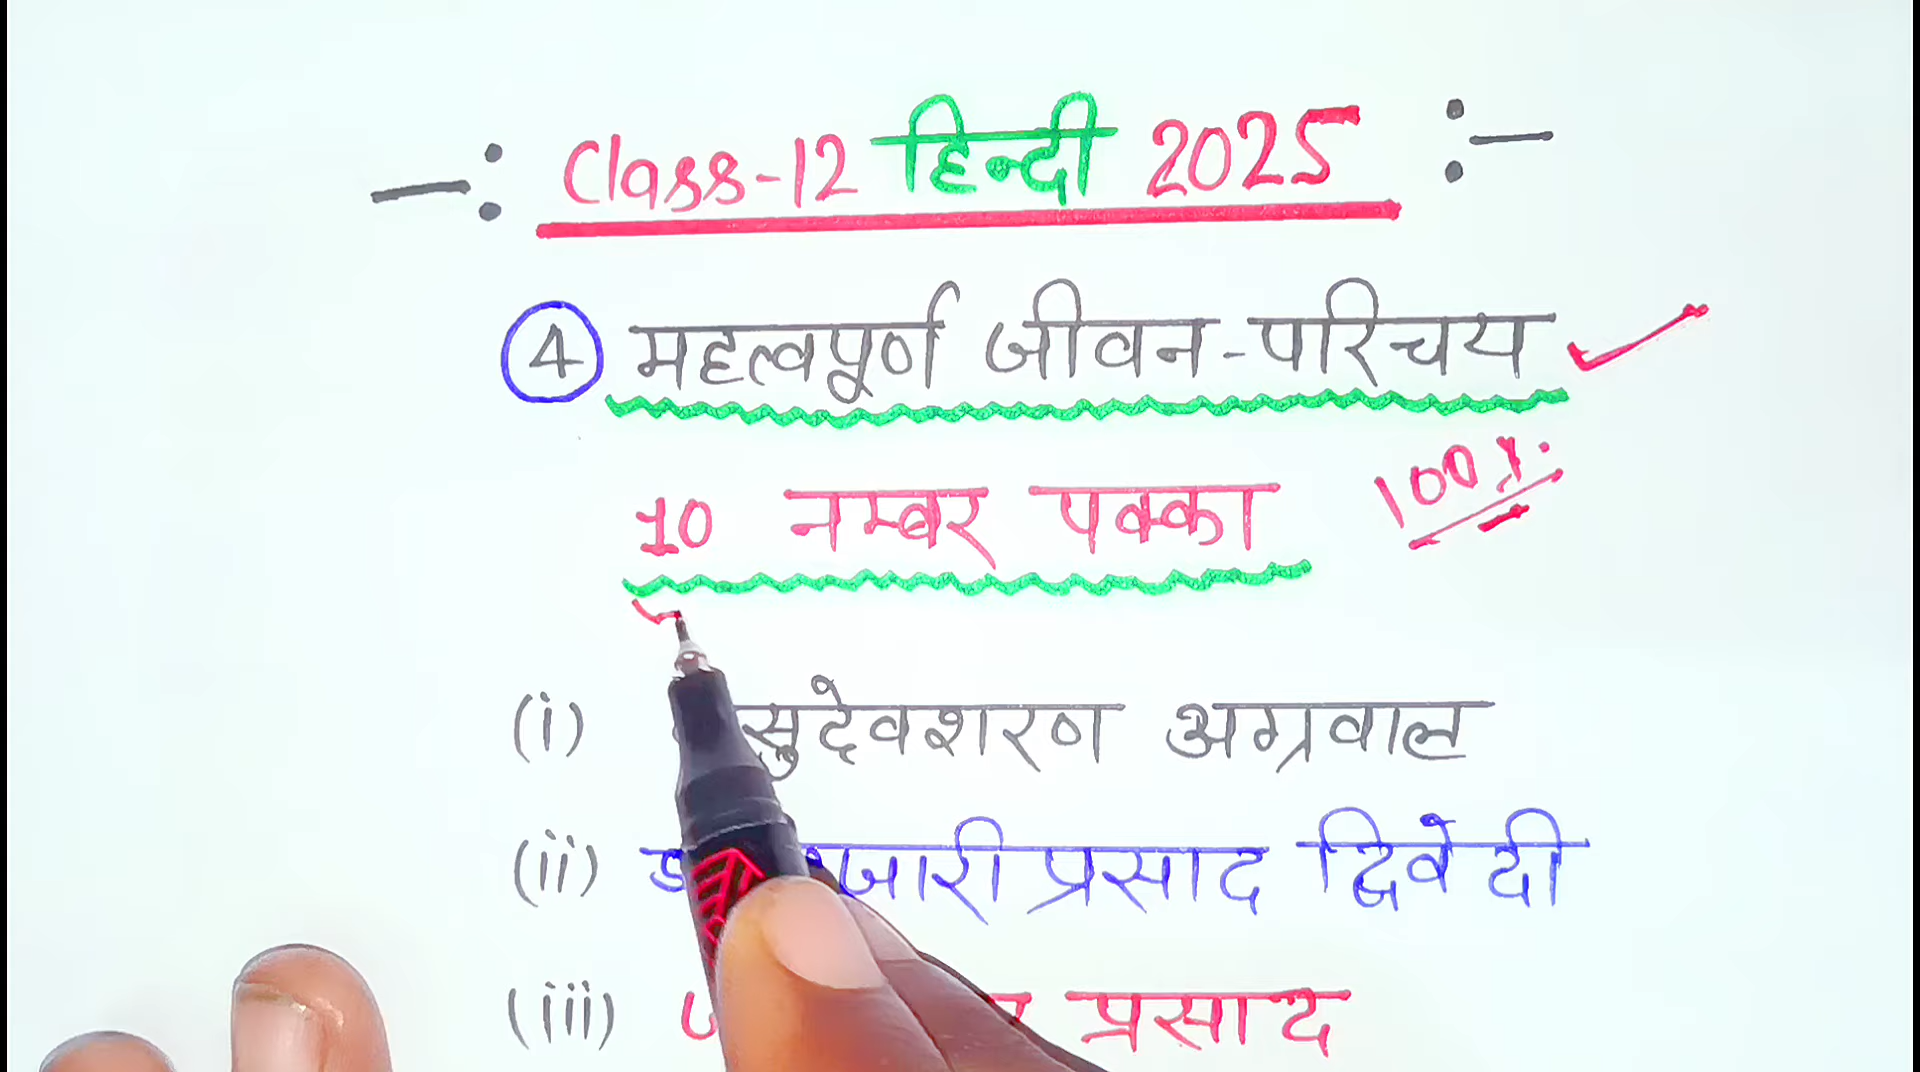 -: Class-12 हिन्दी 2025 :-
4 महत्वपूर्ण जीवन-परिचय
10 नम्बर पक्का 100%
(i) सुदेवशरण अग्रवाल
(ii) प्रसाद द्विवेदी
(iii) प्रसाद